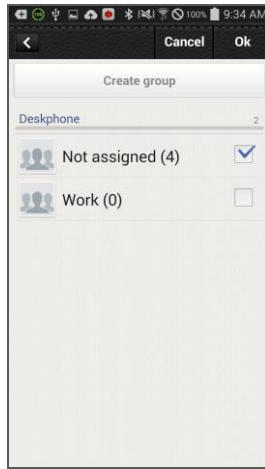 100% 9:34 AM
Cancel Ok
Create group
Deskphone 2
Not assigned (4)
Work (0)